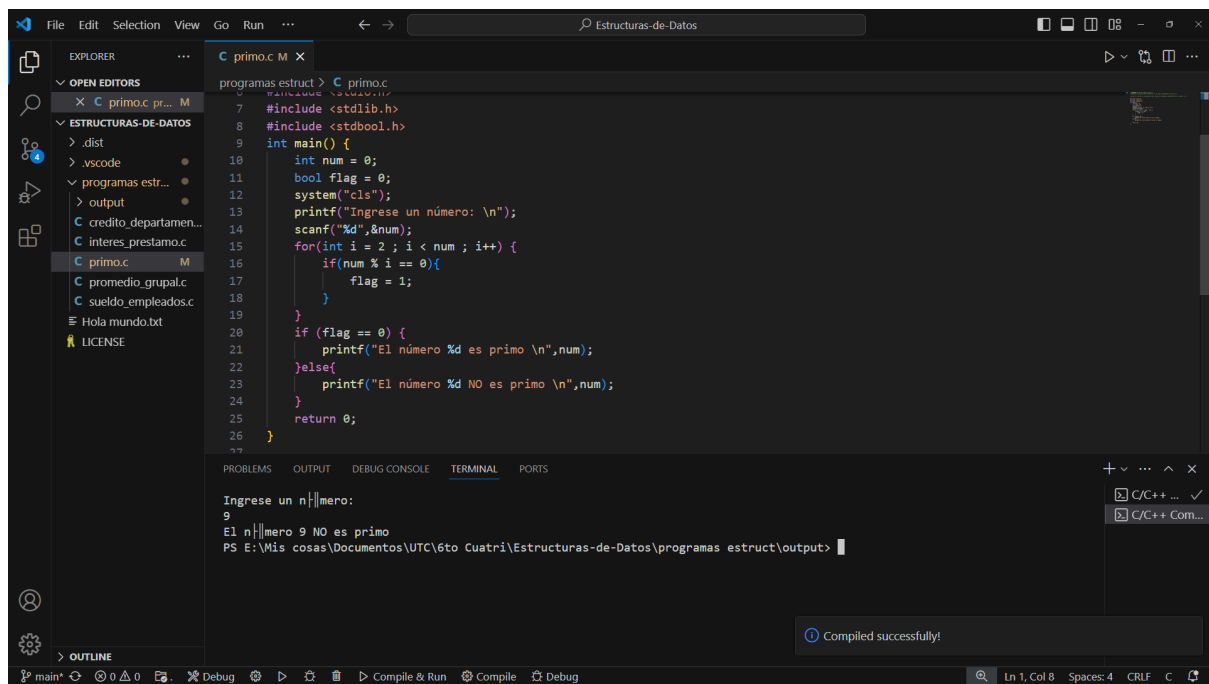 File Edit Selection View Go Run ··· ← → Estructuras-de-Datos
EXPLORER ···
OPEN EDITORS
C primo.c pr... M
ESTRUCTURAS-DE-DATOS
> .dist
> .vscode
programas estr...
> output
C credito_departamen...
C interes_prestamo.c
C primo.c M
C promedio_grupal.c
C sueldo_empleados.c
Hola mundo.txt
LICENSE
> OUTLINE
4
C primo.c M ×
programas estruct > C primo.c
6 #include <stdio.h>
7 #include <stdlib.h>
8 #include <stdbool.h>
9 int main() {
10 int num = 0;
11 bool flag = 0;
12 system("cls");
13 printf("Ingrese un número: \n");
14 scanf("%d",&num);
15 for(int i = 2 ; i < num ; i++) {
16 if(num % i == 0){
17 flag = 1;
18 }
19 }
20 if (flag == 0) {
21 printf("El número %d es primo \n",num);
22 }else{
23 printf("El número %d NO es primo \n",num);
24 }
25 return 0;
26 }
27
PROBLEMS OUTPUT DEBUG CONSOLE TERMINAL PORTS
Ingrese un n├║mero:
9
El n├║mero 9 NO es primo
PS E:\Mis cosas\Documentos\UTC\6to Cuatri\Estructuras-de-Datos\programas estruct\output>
C/C++ ...
C/C++ Com...
Compiled successfully!
main* 0 0 Debug Compile & Run Compile Debug Ln 1, Col 8 Spaces: 4 CRLF C